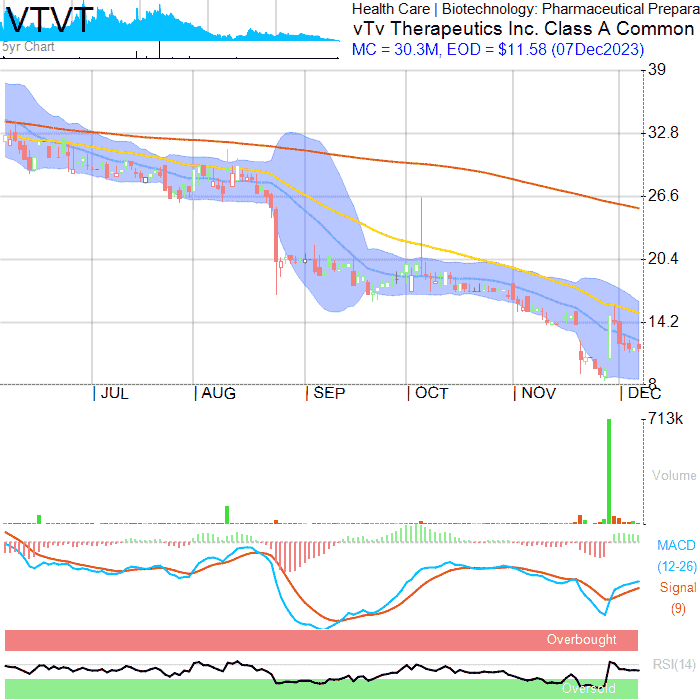 VTVT
5yr Chart
Health Care | Biotechnology: Pharmaceutical Prepara
vTv Therapeutics Inc. Class A Common
MC = 30.3M, EOD = $11.58 (07Dec2023)
39
32.8
26.6
20.4
14.2
8
JUL AUG SEP OCT NOV DEC
713k
Volume
MACD
(12-26)
Signal
(9)
Overbought
RSI(14)
Oversold